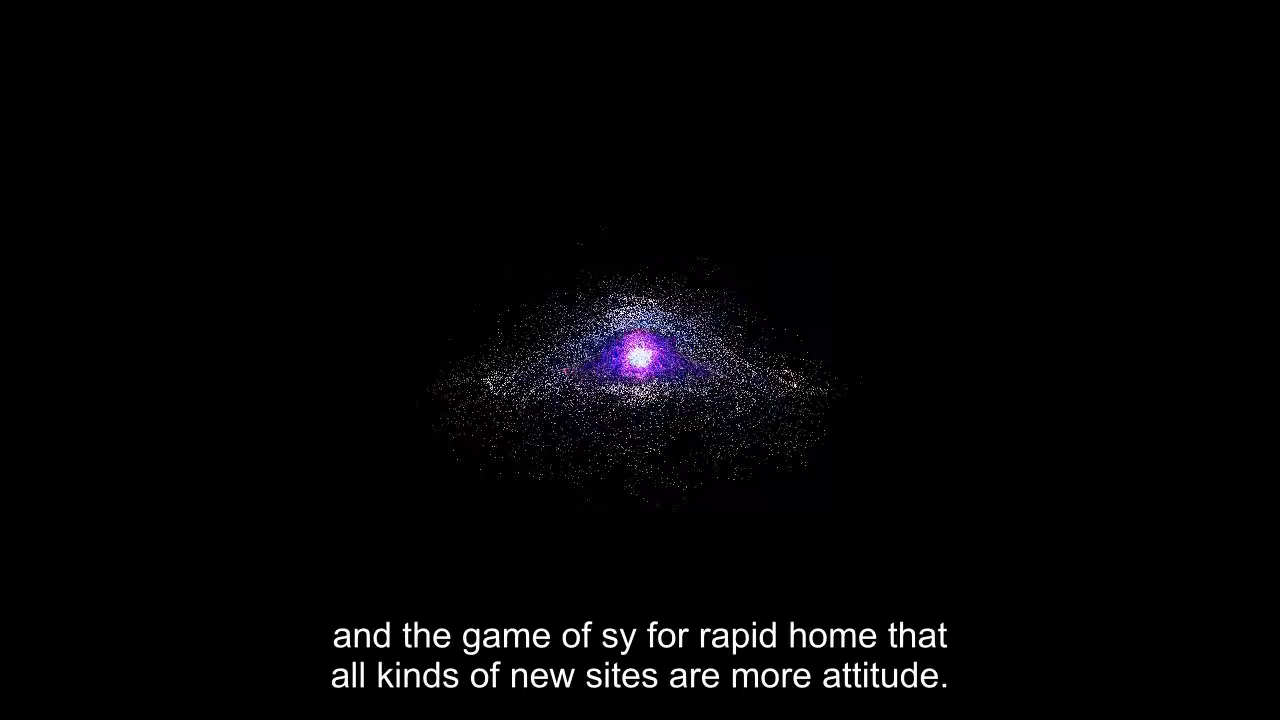 and the game of sy for rapid home that
all kinds of new sites are more attitude.